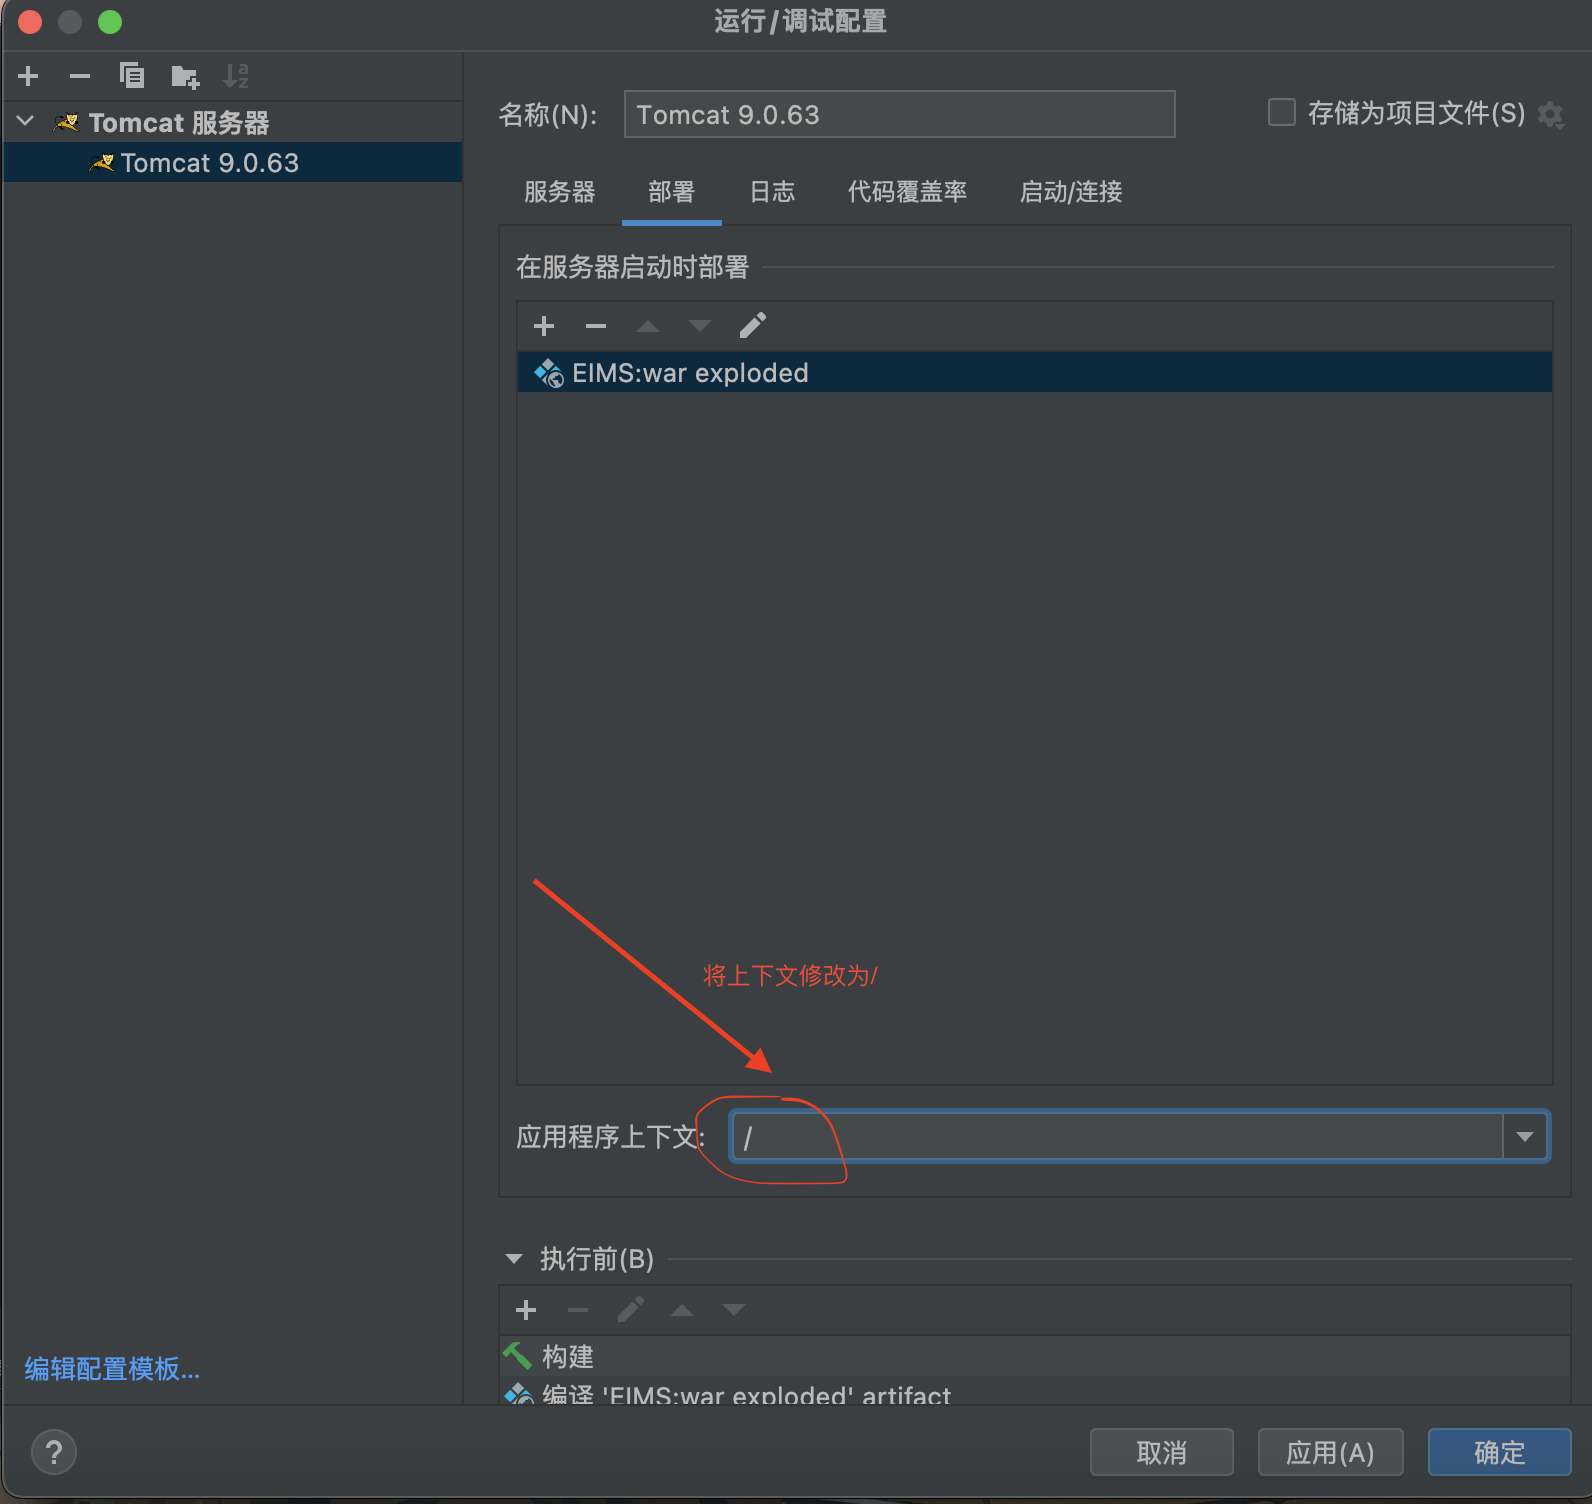 运行/调试配置
Tomcat 服务器
Tomcat 9.0.63
名称(N):
Tomcat 9.0.63
存储为项目文件(S)
服务器
部署
日志
代码覆盖率
启动/连接
在服务器启动时部署
EIMS:war exploded
将上下文修改为/
应用程序上下文:
/
执行前(B)
构建
编译 'EIMS:war exploded' artifact
编辑配置模板...
?
取消
应用(A)
确定